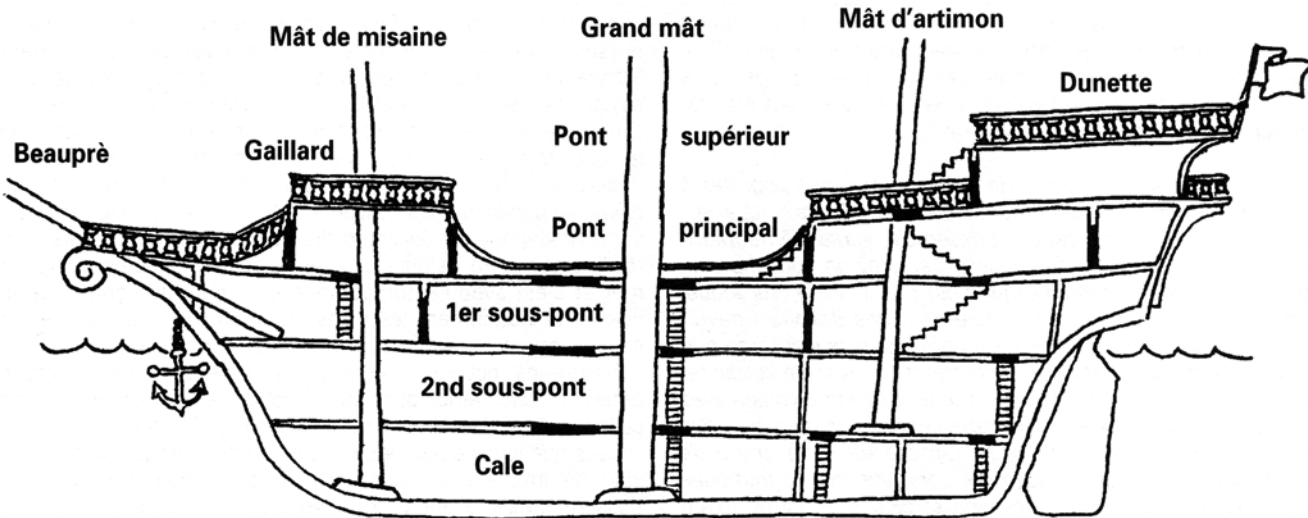 Mât de misaine
Grand mât
Mât d'artimon
Dunette
Beauprè
Gaillard
Pont supérieur
Pont principal
1er sous-pont
2nd sous-pont
Cale